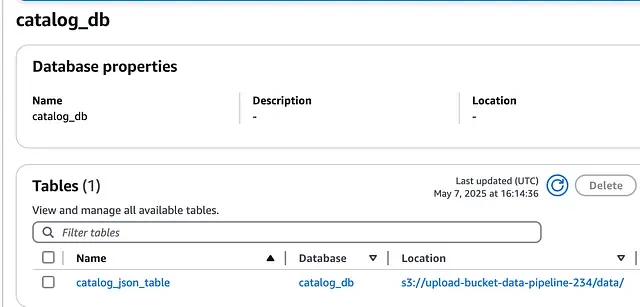 catalog_db
Database properties
Name Description Location
catalog_db - -
Tables (1)
Last updated (UTC)
May 7, 2025 at 16:14:36
Delete
View and manage all available tables.
Filter tables
Name Database Location
catalog_json_table catalog_db s3://upload-bucket-data-pipeline-234/data/